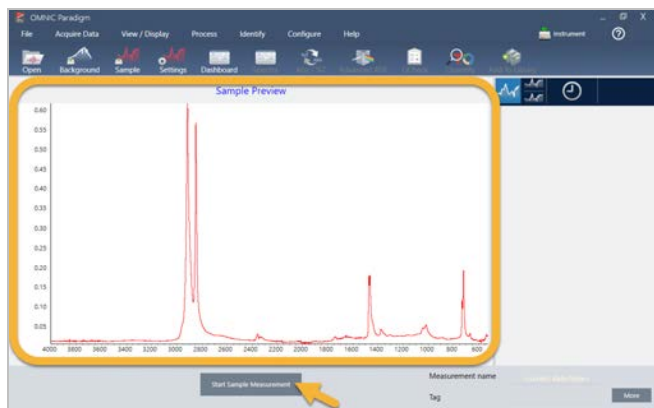 OMNIC Paradigm
File Acquire Data View / Display Process Identify Configure Help Instrument
Open Background Sample Settings Dashboard
Sample Preview
0.60
0.55
0.50
0.45
0.40
0.35
0.30
0.25
0.20
0.15
0.10
0.05
4000 3800 3600 3400 3200 3000 2800 2600 2400 2200 2000 1800 1600 1400 1200 1000 800 600
Start Sample Measurement
Measurement name
Tag
More